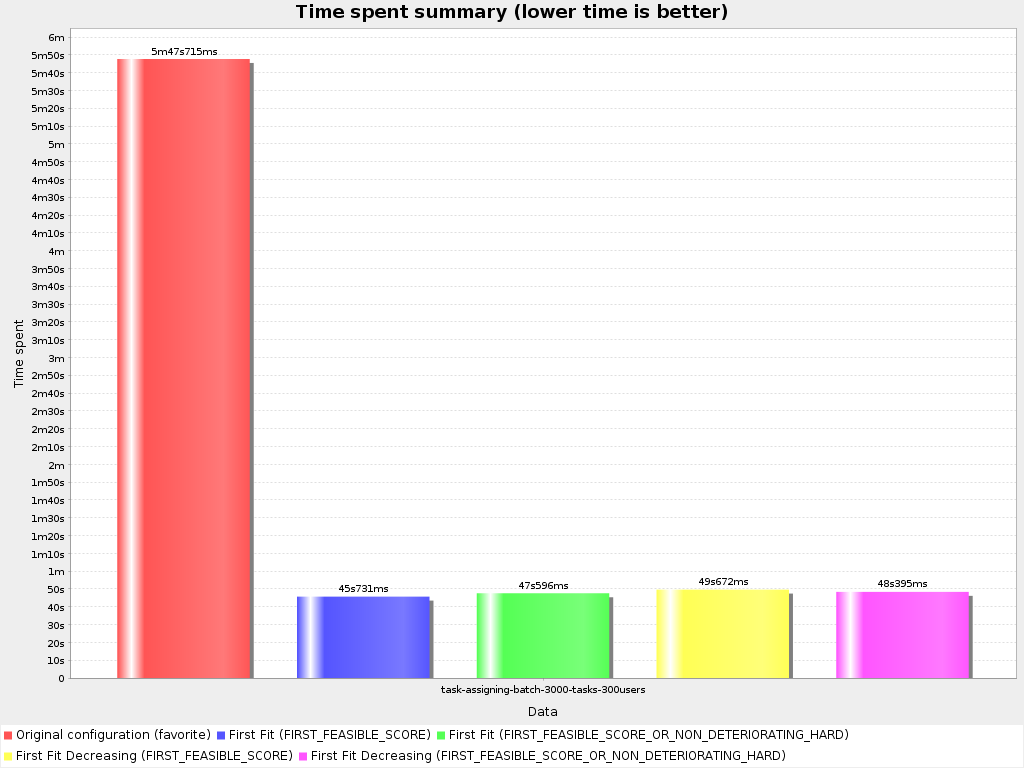 Time spent summary (lower time is better)
6m
5m50s
5m40s
5m30s
5m20s
5m10s
5m
4m50s
4m40s
4m30s
4m20s
4m10s
4m
3m50s
3m40s
3m30s
3m20s
3m10s
3m
2m50s
2m40s
2m30s
2m20s
2m10s
2m
1m50s
1m40s
1m30s
1m20s
1m10s
1m
50s
40s
30s
20s
10s
0
Time spent
5m47s715ms
45s731ms
47s596ms
49s672ms
48s395ms
task-assigning-batch-3000-tasks-300users
Data
Original configuration (favorite) First Fit (FIRST_FEASIBLE_SCORE) First Fit (FIRST_FEASIBLE_SCORE_OR_NON_DETERIORATING_HARD)
First Fit Decreasing (FIRST_FEASIBLE_SCORE) First Fit Decreasing (FIRST_FEASIBLE_SCORE_OR_NON_DETERIORATING_HARD)